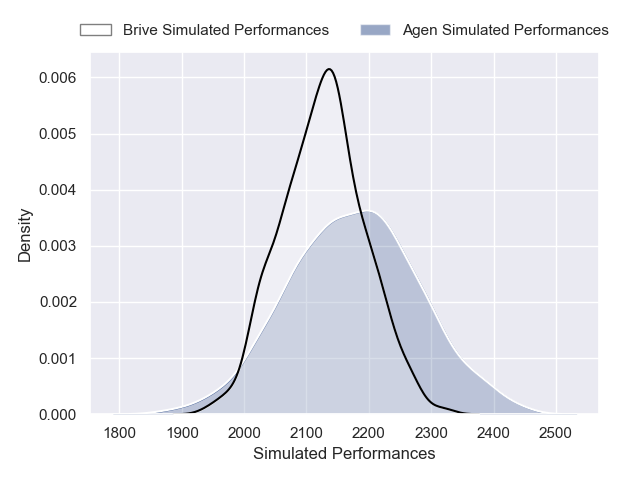 Brive Simulated Performances
Agen Simulated Performances
0.006
0.005
0.004
0.003
0.002
0.001
0.000
Density
1800 1900 2000 2100 2200 2300 2400 2500
Simulated Performances